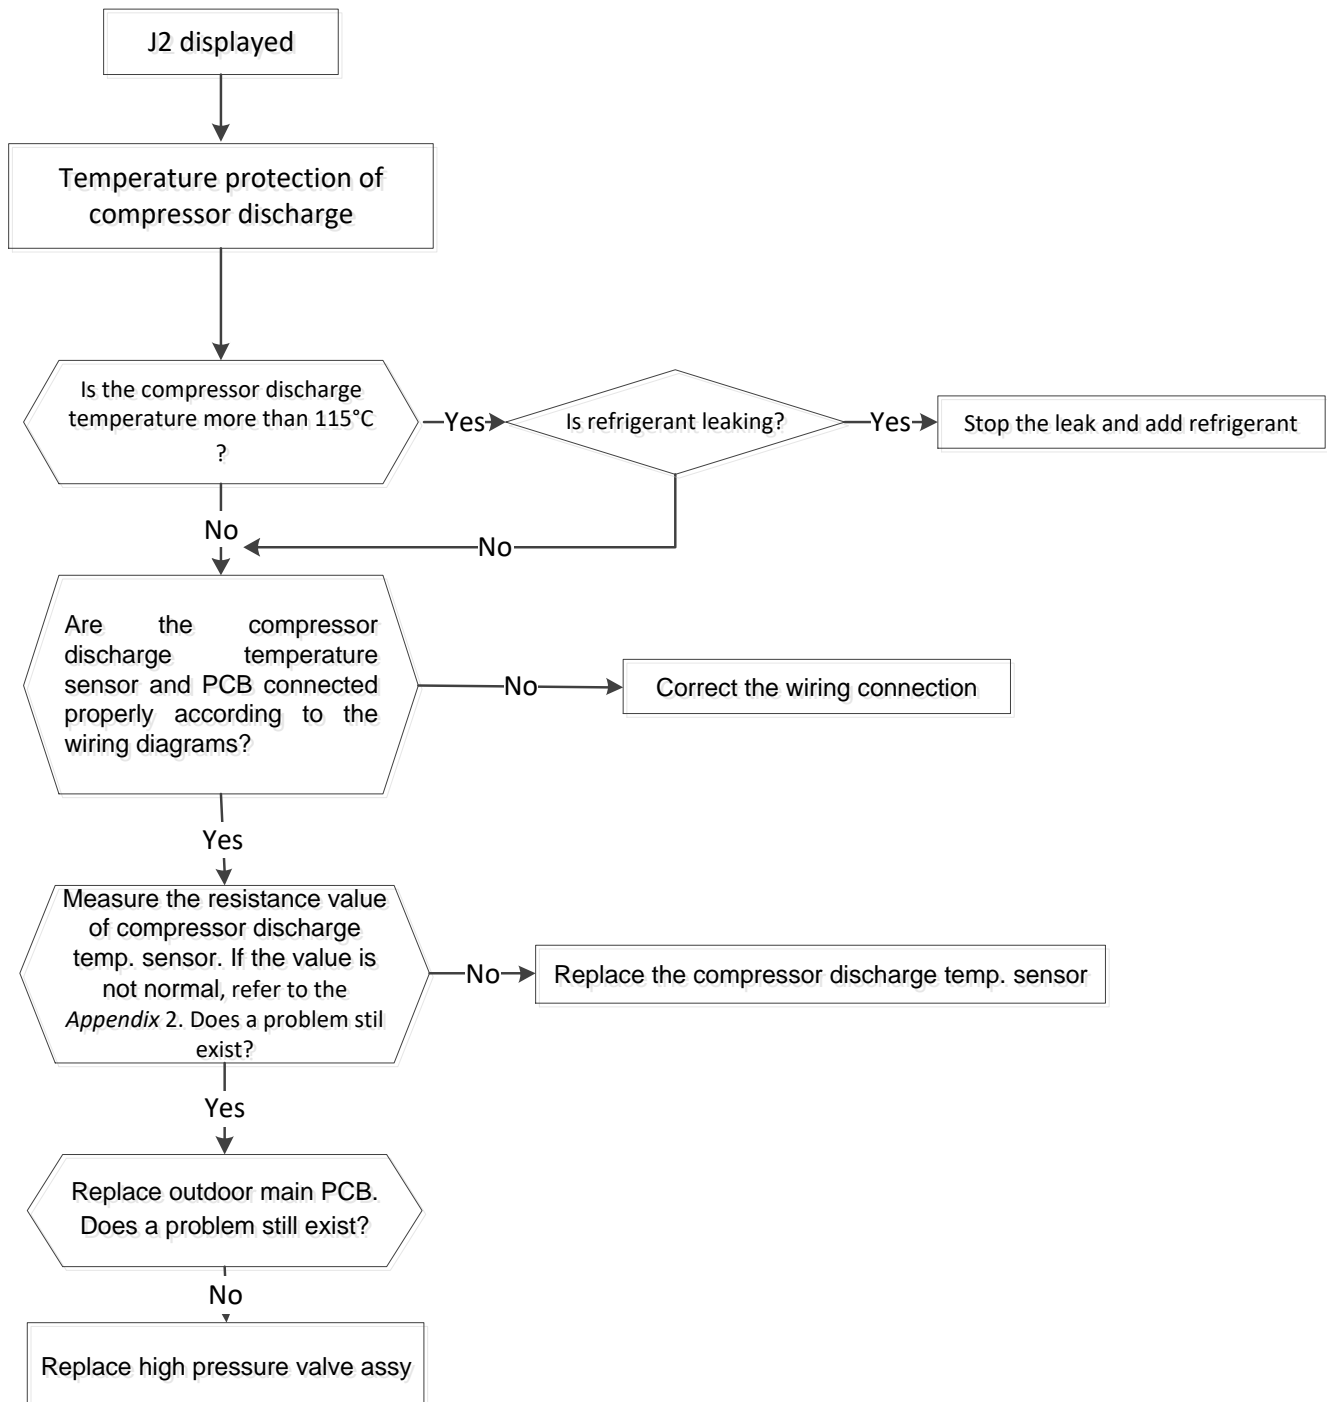 J2 displayed
Temperature protection of
compressor discharge
Is the compressor discharge
temperature more than 115°C
?
Yes
Is refrigerant leaking?
Yes
Stop the leak and add refrigerant
No
No
Are the compressor
discharge temperature
sensor and PCB connected
properly according to the
wiring diagrams?
No
Correct the wiring connection
Yes
Measure the resistance value
of compressor discharge
temp. sensor. If the value is
not normal, refer to the
Appendix 2. Does a problem stil
exist?
No
Replace the compressor discharge temp. sensor
Yes
Replace outdoor main PCB.
Does a problem still exist?
No
Replace high pressure valve assy